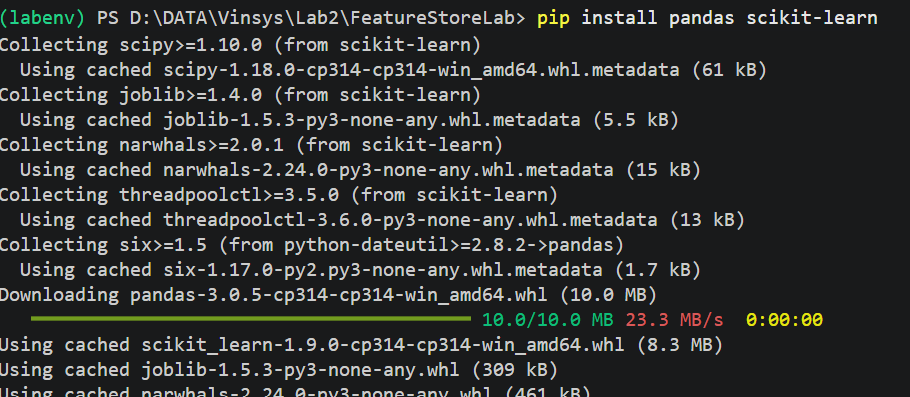 (labenv) PS D:\DATA\Vinsys\Lab2\FeatureStoreLab> pip install pandas scikit-learn
Collecting scipy>=1.10.0 (from scikit-learn)
  Using cached scipy-1.18.0-cp314-cp314-win_amd64.whl.metadata (61 kB)
Collecting joblib>=1.4.0 (from scikit-learn)
  Using cached joblib-1.5.3-py3-none-any.whl.metadata (5.5 kB)
Collecting narwhals>=2.0.1 (from scikit-learn)
  Using cached narwhals-2.24.0-py3-none-any.whl.metadata (15 kB)
Collecting threadpoolctl>=3.5.0 (from scikit-learn)
  Using cached threadpoolctl-3.6.0-py3-none-any.whl.metadata (13 kB)
Collecting six>=1.5 (from python-dateutil>=2.8.2->pandas)
  Using cached six-1.17.0-py2.py3-none-any.whl.metadata (1.7 kB)
Downloading pandas-3.0.5-cp314-cp314-win_amd64.whl (10.0 MB)
10.0/10.0 MB 23.3 MB/s  0:00:00
Using cached scikit_learn-1.9.0-cp314-cp314-win_amd64.whl (8.3 MB)
Using cached joblib-1.5.3-py3-none-any.whl (309 kB)
Using cached narwhals-2.24.0-py3-none-any.whl (461 kB)